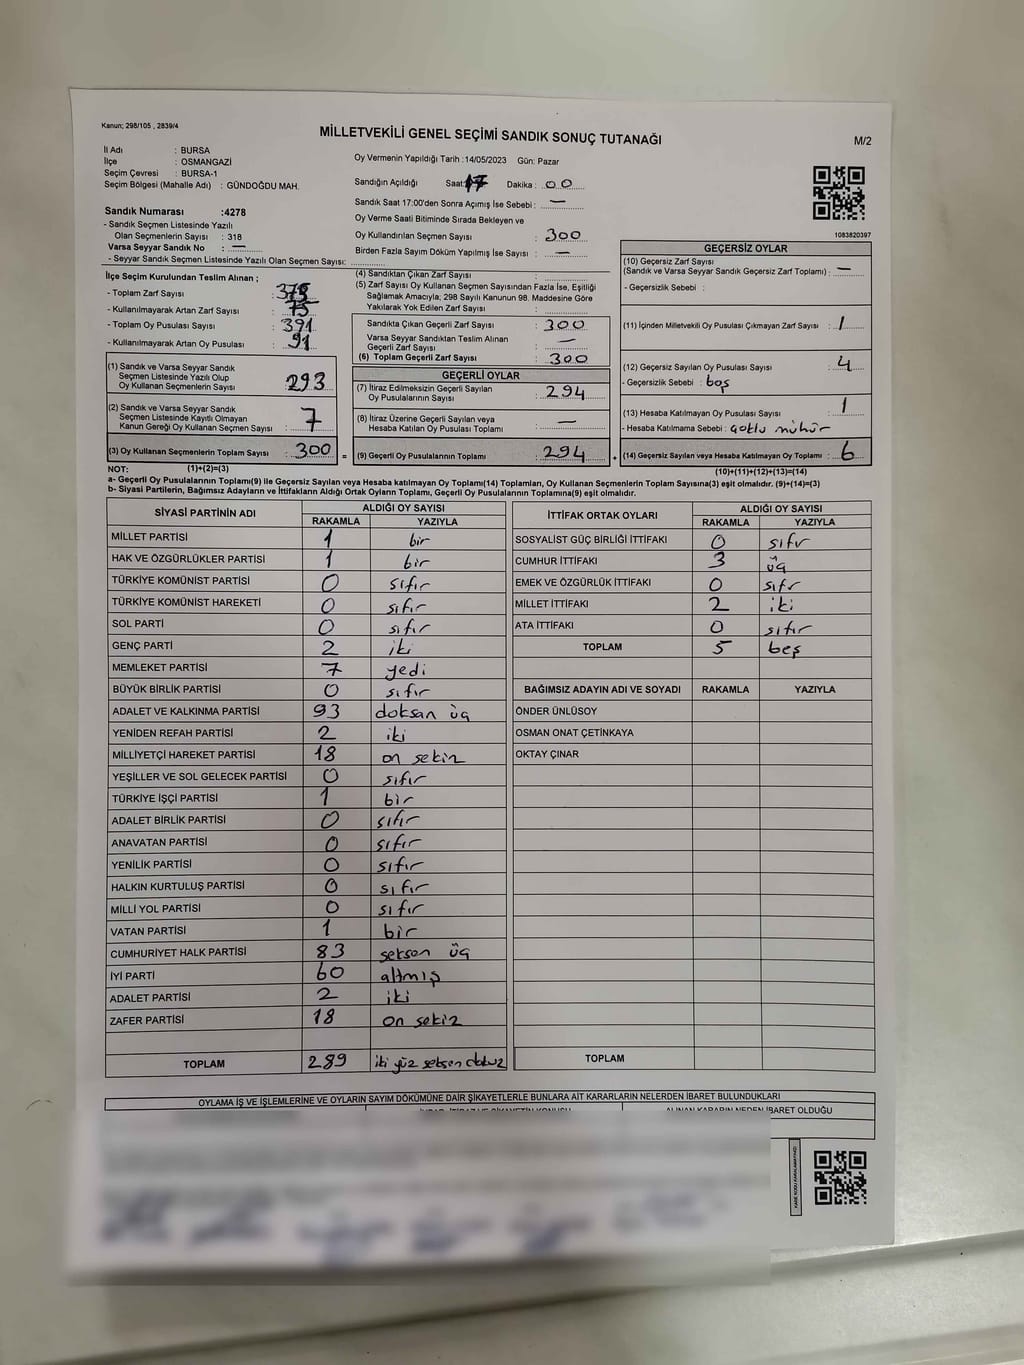 Kanun; 298/105 , 2839/4
MİLLETVEKİLİ GENEL SEÇİMİ SANDIK SONUÇ TUTANAĞI
M/2
İl Adı : BURSA
İlçe : OSMANGAZİ
Seçim Çevresi : BURSA-1
Seçim Bölgesi (Mahalle Adı) : GÜNDOĞDU MAH.
Sandık Numarası :4278
- Sandık Seçmen Listesinde Yazılı
Olan Seçmenlerin Sayısı : 318
Varsa Seyyar Sandık No : —
- Seyyar Sandık Seçmen Listesinde Yazılı Olan Seçmen Sayısı:
Oy Vermenin Yapıldığı Tarih :14/05/2023 Gün: Pazar
Sandığın Açıldığı Saat: 17 Dakika : 00
Sandık Saat 17:00'den Sonra Açımış İse Sebebi : —
Oy Verme Saati Bitiminde Sırada Bekleyen ve
Oy Kullandırılan Seçmen Sayısı : 300
Birden Fazla Sayım Döküm Yapılmış İse Sayısı : —
1083820397
İlçe Seçim Kurulundan Teslim Alınan ;
- Toplam Zarf Sayısı : 375
- Kullanılmayarak Artan Zarf Sayısı : 75
- Toplam Oy Pusulası Sayısı : 391
- Kullanılmayarak Artan Oy Pusulası : 91
(1) Sandık ve Varsa Seyyar Sandık
Seçmen Listesinde Yazılı Olup
Oy Kullanan Seçmenlerin Sayısı : 293
(2) Sandık ve Varsa Seyyar Sandık
Seçmen Listesinde Kayıtlı Olmayan
Kanun Gereği Oy Kullanan Seçmen Sayısı : 7
(3) Oy Kullanan Seçmenlerin Toplam Sayısı : 300
(4) Sandıktan Çıkan Zarf Sayısı :
(5) Zarf Sayısı Oy Kullanan Seçmen Sayısından Fazla İse, Eşitliği
Sağlamak Amacıyla; 298 Sayılı Kanunun 98. Maddesine Göre
Yakılarak Yok Edilen Zarf Sayısı :
Sandıkta Çıkan Geçerli Zarf Sayısı : 300
Varsa Seyyar Sandıktan Teslim Alınan
Geçerli Zarf Sayısı : —
(6) Toplam Geçerli Zarf Sayısı : 300
GEÇERLİ OYLAR
(7) İtiraz Edilmeksizin Geçerli Sayılan
Oy Pusulalarının Sayısı : 294
(8) İtiraz Üzerine Geçerli Sayılan veya
Hesaba Katılan Oy Pusulası Toplamı : —
= (9) Geçerli Oy Pusulalarının Toplamı : 294
GEÇERSİZ OYLAR
(10) Geçersiz Zarf Sayısı
(Sandık ve Varsa Seyyar Sandık Geçersiz Zarf Toplamı) : —
- Geçersizlik Sebebi :
(11) İçinden Milletvekili Oy Pusulası Çıkmayan Zarf Sayısı : 1
(12) Geçersiz Sayılan Oy Pusulası Sayısı : 4
- Geçersizlik Sebebi : boş
(13) Hesaba Katılmayan Oy Pusulası Sayısı : 1
- Hesaba Katılmama Sebebi : Çoklu mühür
+ (14) Geçersiz Sayılan veya Hesaba Katılmayan Oy Toplamı : 6
NOT: (1)+(2)=(3)
(10)+(11)+(12)+(13)=(14)
a- Geçerli Oy Pusulalarının Toplamı(9) ile Geçersiz Sayılan veya Hesaba katılmayan Oy Toplamı(14) Toplamları, Oy Kullanan Seçmenlerin Toplam Sayısına(3) eşit olmalıdır. (9)+(14)=(3)
b- Siyasi Partilerin, Bağımsız Adayların ve İttifakların Aldığı Ortak Oyların Toplamı, Geçerli Oy Pusulalarının Toplamına(9) eşit olmalıdır.
SİYASİ PARTİNİN ADI
ALDIĞI OY SAYISI
RAKAMLA YAZIYLA
MİLLET PARTİSİ 1 bir
HAK VE ÖZGÜRLÜKLER PARTİSİ 1 bir
TÜRKİYE KOMÜNİST PARTİSİ 0 sıfır
TÜRKİYE KOMÜNİST HAREKETİ 0 sıfır
SOL PARTİ 0 sıfır
GENÇ PARTİ 2 iki
MEMLEKET PARTİSİ 7 yedi
BÜYÜK BİRLİK PARTİSİ 0 sıfır
ADALET VE KALKINMA PARTİSİ 93 doksan üç
YENİDEN REFAH PARTİSİ 2 iki
MİLLİYETÇİ HAREKET PARTİSİ 18 on sekiz
YEŞİLLER VE SOL GELECEK PARTİSİ 0 sıfır
TÜRKİYE İŞÇİ PARTİSİ 1 bir
ADALET BİRLİK PARTİSİ 0 sıfır
ANAVATAN PARTİSİ 0 sıfır
YENİLİK PARTİSİ 0 sıfır
HALKIN KURTULUŞ PARTİSİ 0 sıfır
MİLLİ YOL PARTİSİ 0 sıfır
VATAN PARTİSİ 1 bir
CUMHURİYET HALK PARTİSİ 83 seksen üç
İYİ PARTİ 60 altmış
ADALET PARTİSİ 2 iki
ZAFER PARTİSİ 18 on sekiz
TOPLAM 289 iki yüz seksen dokuz
İTTİFAK ORTAK OYLARI
ALDIĞI OY SAYISI
RAKAMLA YAZIYLA
SOSYALİST GÜÇ BİRLİĞİ İTTİFAKI 0 sıfır
CUMHUR İTTİFAKI 3 üç
EMEK VE ÖZGÜRLÜK İTTİFAKI 0 sıfır
MİLLET İTTİFAKI 2 iki
ATA İTTİFAKI 0 sıfır
TOPLAM 5 beş
BAĞIMSIZ ADAYIN ADI VE SOYADI RAKAMLA YAZIYLA
ÖNDER ÜNLÜSOY
OSMAN ONAT ÇETİNKAYA
OKTAY ÇINAR
TOPLAM
OYLAMA İŞ VE İŞLEMLERİNE VE OYLARIN SAYIM DÖKÜMÜNE DAİR ŞİKAYETLERLE BUNLARA AİT KARARLARIN NELERDEN İBARET BULUNDUKLARI
ALINAN KARARIN NEDEN İBARET OLDUĞU